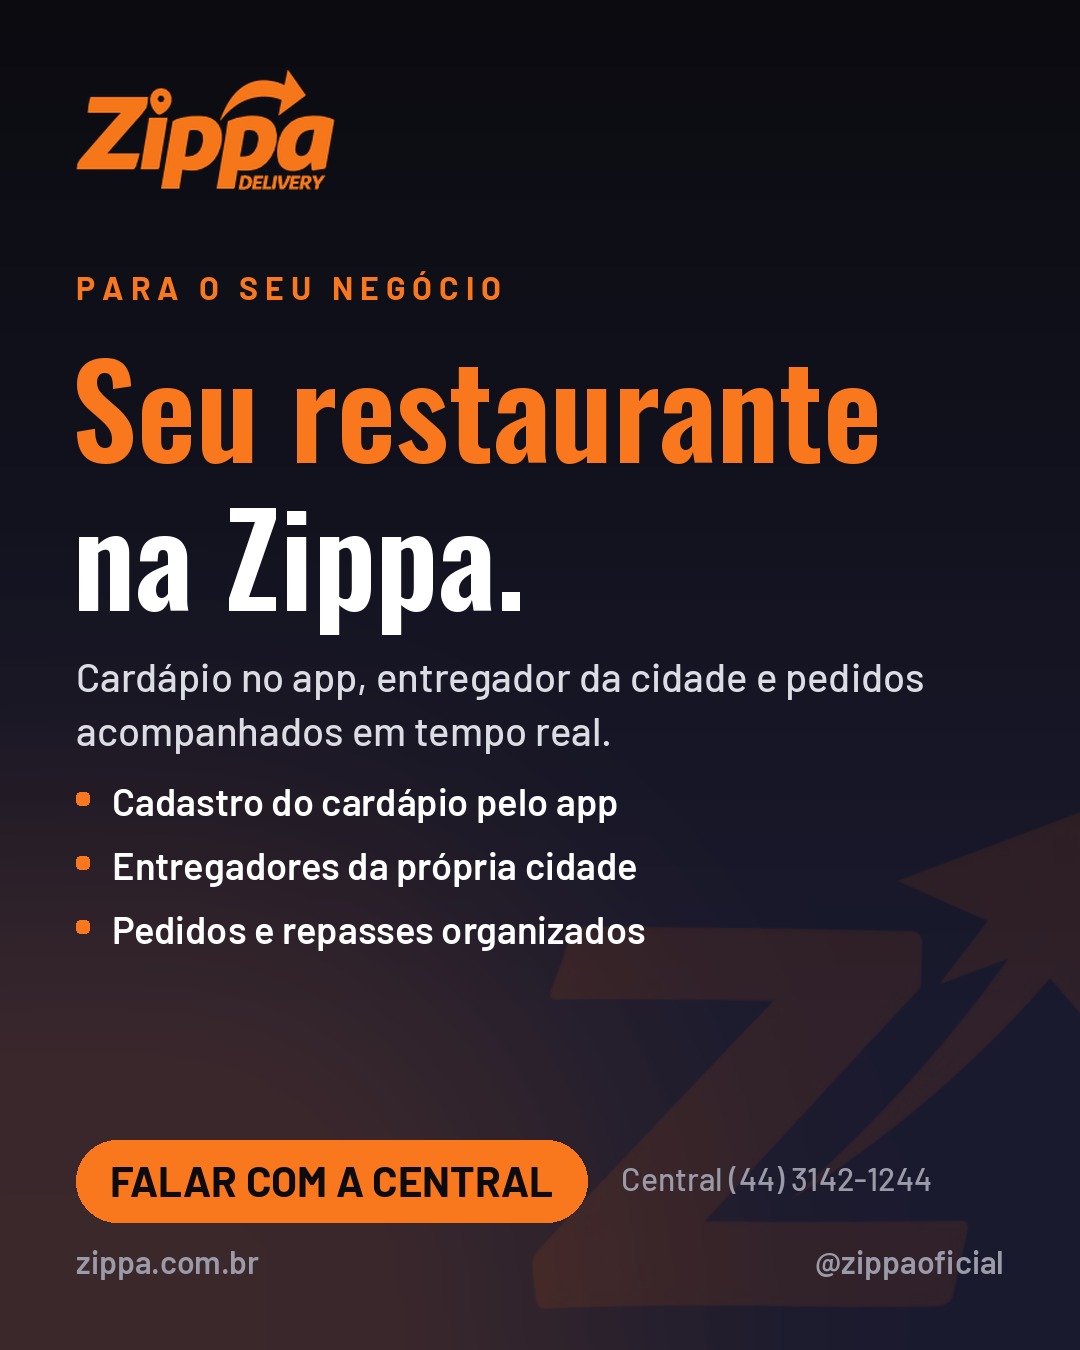 Zippa
DELIVERY
PARA O SEU NEGÓCIO
Seu restaurante
na Zippa.
Cardápio no app, entregador da cidade e pedidos
acompanhados em tempo real.
Cadastro do cardápio pelo app
Entregadores da própria cidade
Pedidos e repasses organizados
FALAR COM A CENTRAL
Central (44) 3142-1244
zippa.com.br
@zippaoficial